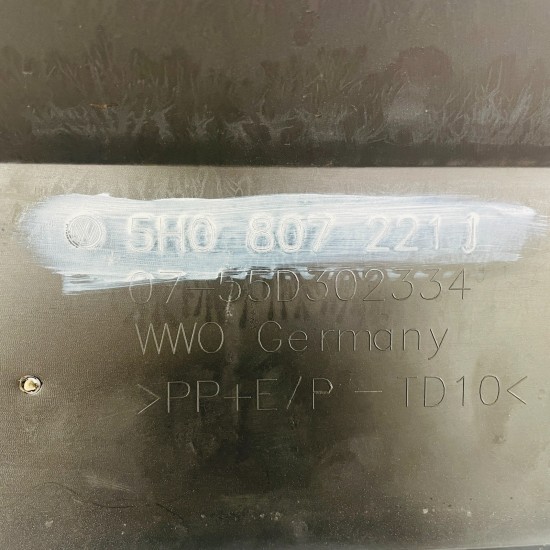 5H0 807 221 J
07-55D302334
WWO Germany
>PP+E/P-TD10<